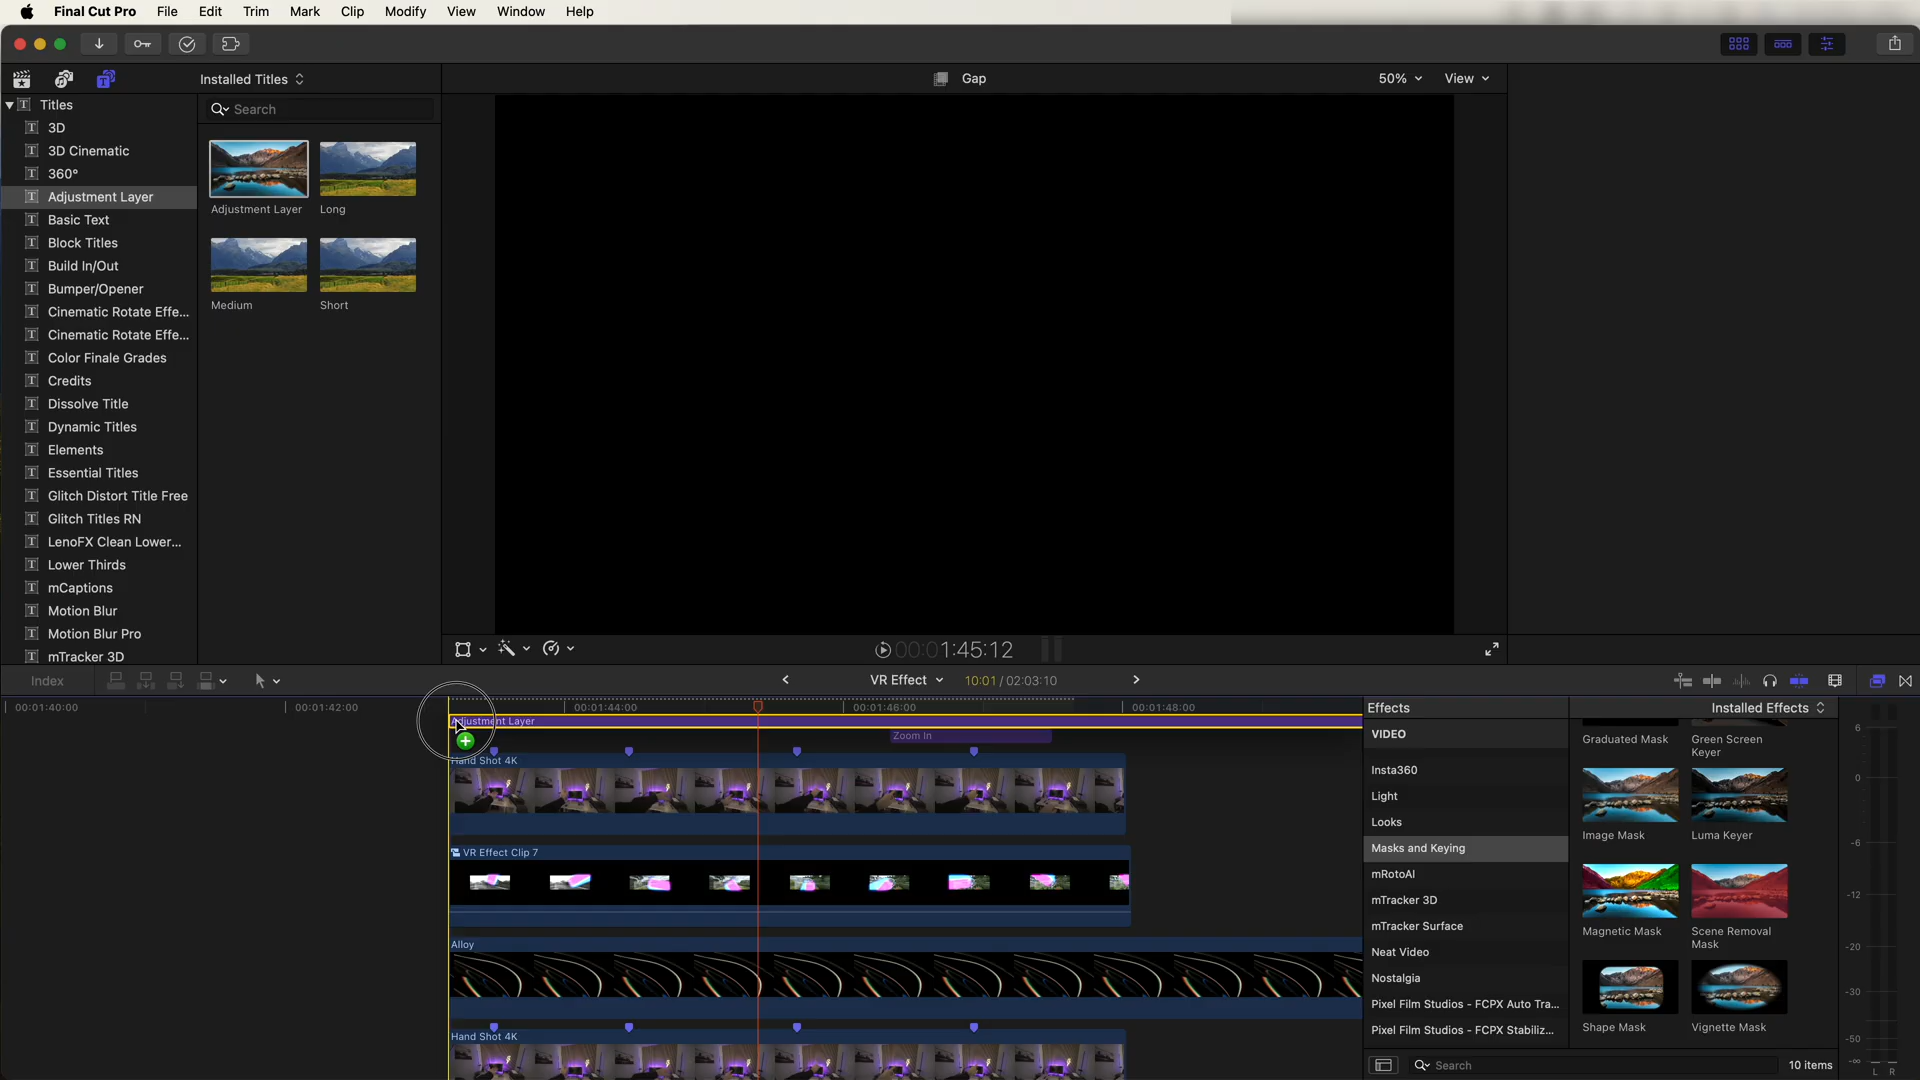 Final Cut Pro File Edit Trim Mark Clip Modify View Window Help
Installed Titles
Gap
50%
View
Titles
3D
3D Cinematic
360°
Adjustment Layer
Basic Text
Block Titles
Build In/Out
Bumper/Opener
Cinematic Rotate Effe...
Cinematic Rotate Effe...
Color Finale Grades
Credits
Dissolve Title
Dynamic Titles
Elements
Essential Titles
Glitch Distort Title Free
Glitch Titles RN
LenoFX Clean Lower...
Lower Thirds
mCaptions
Motion Blur
Motion Blur Pro
mTracker 3D
Search
Adjustment Layer
Long
Medium
Short
00:01:45:12
Index
VR Effect
10:01 / 02:03:10
00:01:40:00
00:01:42:00
00:01:44:00
00:01:46:00
00:01:48:00
Adjustment Layer
Zoom In
Hand Shot 4K
VR Effect Clip 7
Alloy
Hand Shot 4K
Effects
Installed Effects
VIDEO
Insta360
Light
Looks
Masks and Keying
mRotoAI
mTracker 3D
mTracker Surface
Neat Video
Nostalgia
Pixel Film Studios - FCPX Auto Tra...
Pixel Film Studios - FCPX Stabiliz...
Graduated Mask
Green Screen
Keyer
Image Mask
Luma Keyer
Magnetic Mask
Scene Removal
Mask
Shape Mask
Vignette Mask
Search
10 items
6
0
-6
-12
-20
-30
-50
-∞
L R